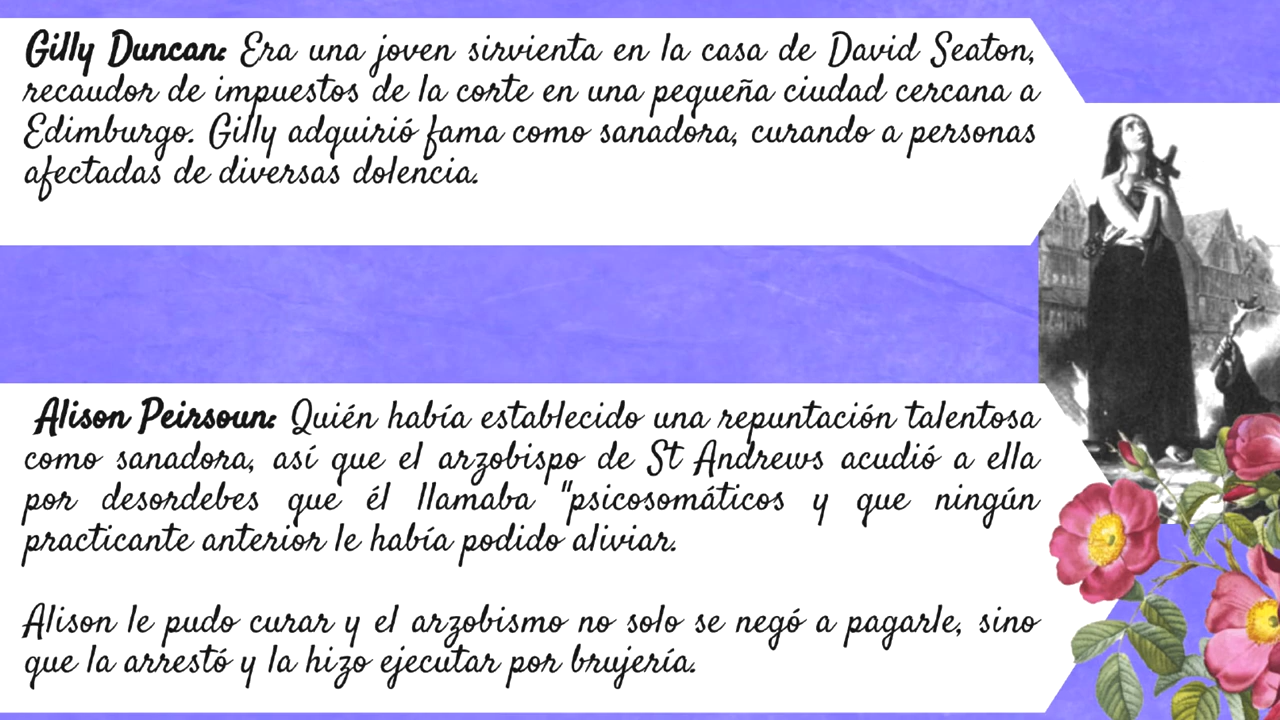 Gilly Duncan: Era una joven sirvienta en la casa de David Seaton,
recaudor de impuestos de la corte en una pequeña ciudad cercana a
Edimburgo. Gilly adquirió fama como sanadora, curando a personas
afectadas de diversas dolencia.
Alison Peirsoun: Quién había establecido una repuntación talentosa
como sanadora, así que el arzobispo de St Andrews acudió a ella
por desordebes que él llamaba "psicosomáticos y que ningún
practicante anterior le había podido aliviar.
Alison le pudo curar y el arzobismo no solo se negó a pagarle, sino
que la arrestó y la hizo ejecutar por brujería.